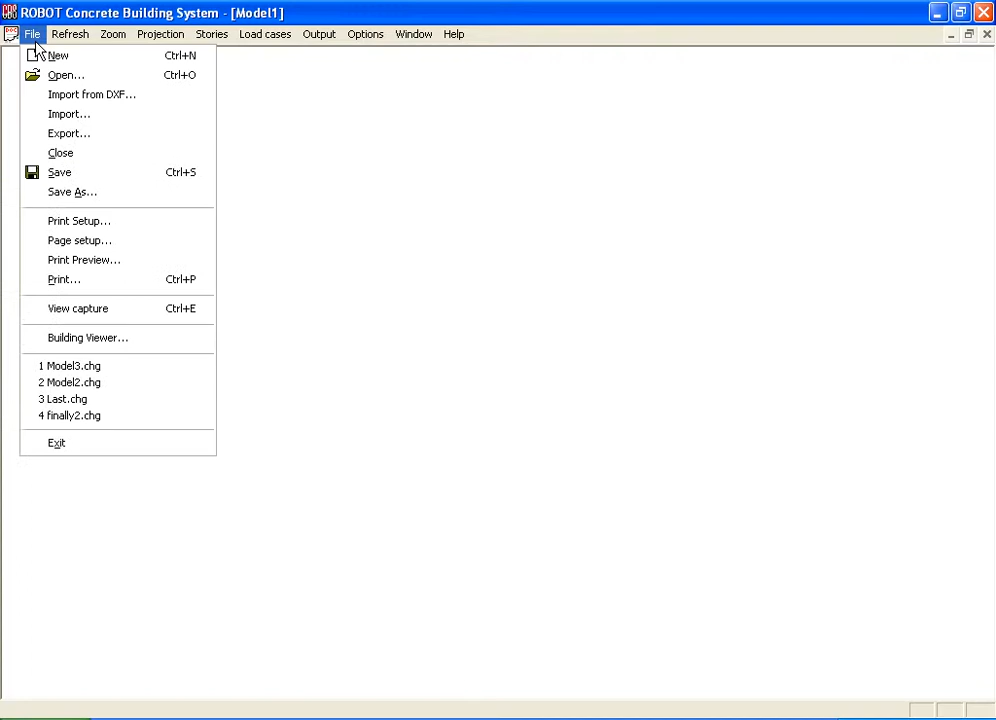 ROBOT Concrete Building System - [Model1]
File Refresh Zoom Projection Stories Load cases Output Options Window Help
New Ctrl+N
Open... Ctrl+O
Import from DXF...
Import...
Export...
Close
Save Ctrl+S
Save As...
Print Setup...
Page setup...
Print Preview...
Print... Ctrl+P
View capture Ctrl+E
Building Viewer...
1 Model3.chg
2 Model2.chg
3 Last.chg
4 finally2.chg
Exit